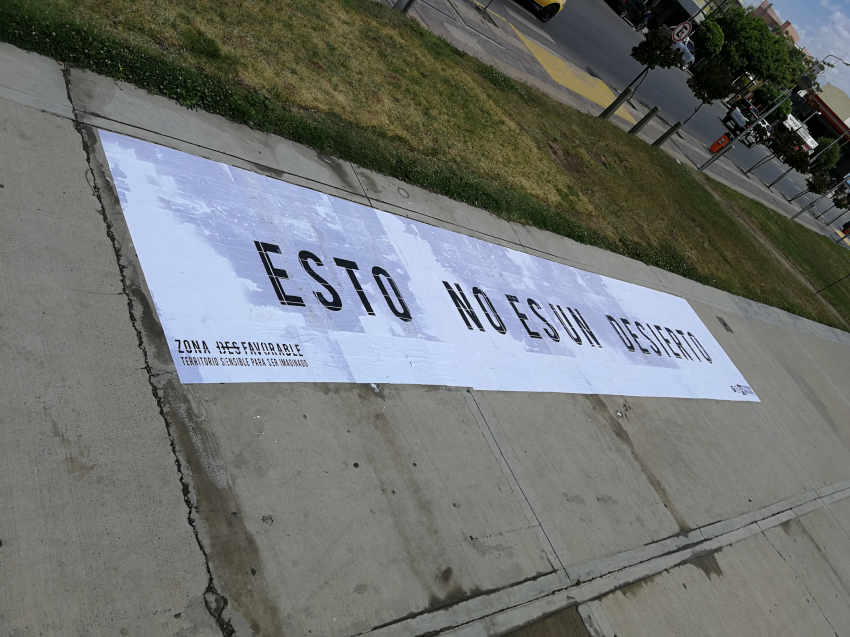 ESTO NO ES UN DESIERTO
ZONA DESFAVORABLE
TERRITORIO SENSIBLE PARA SER IMAGINADO